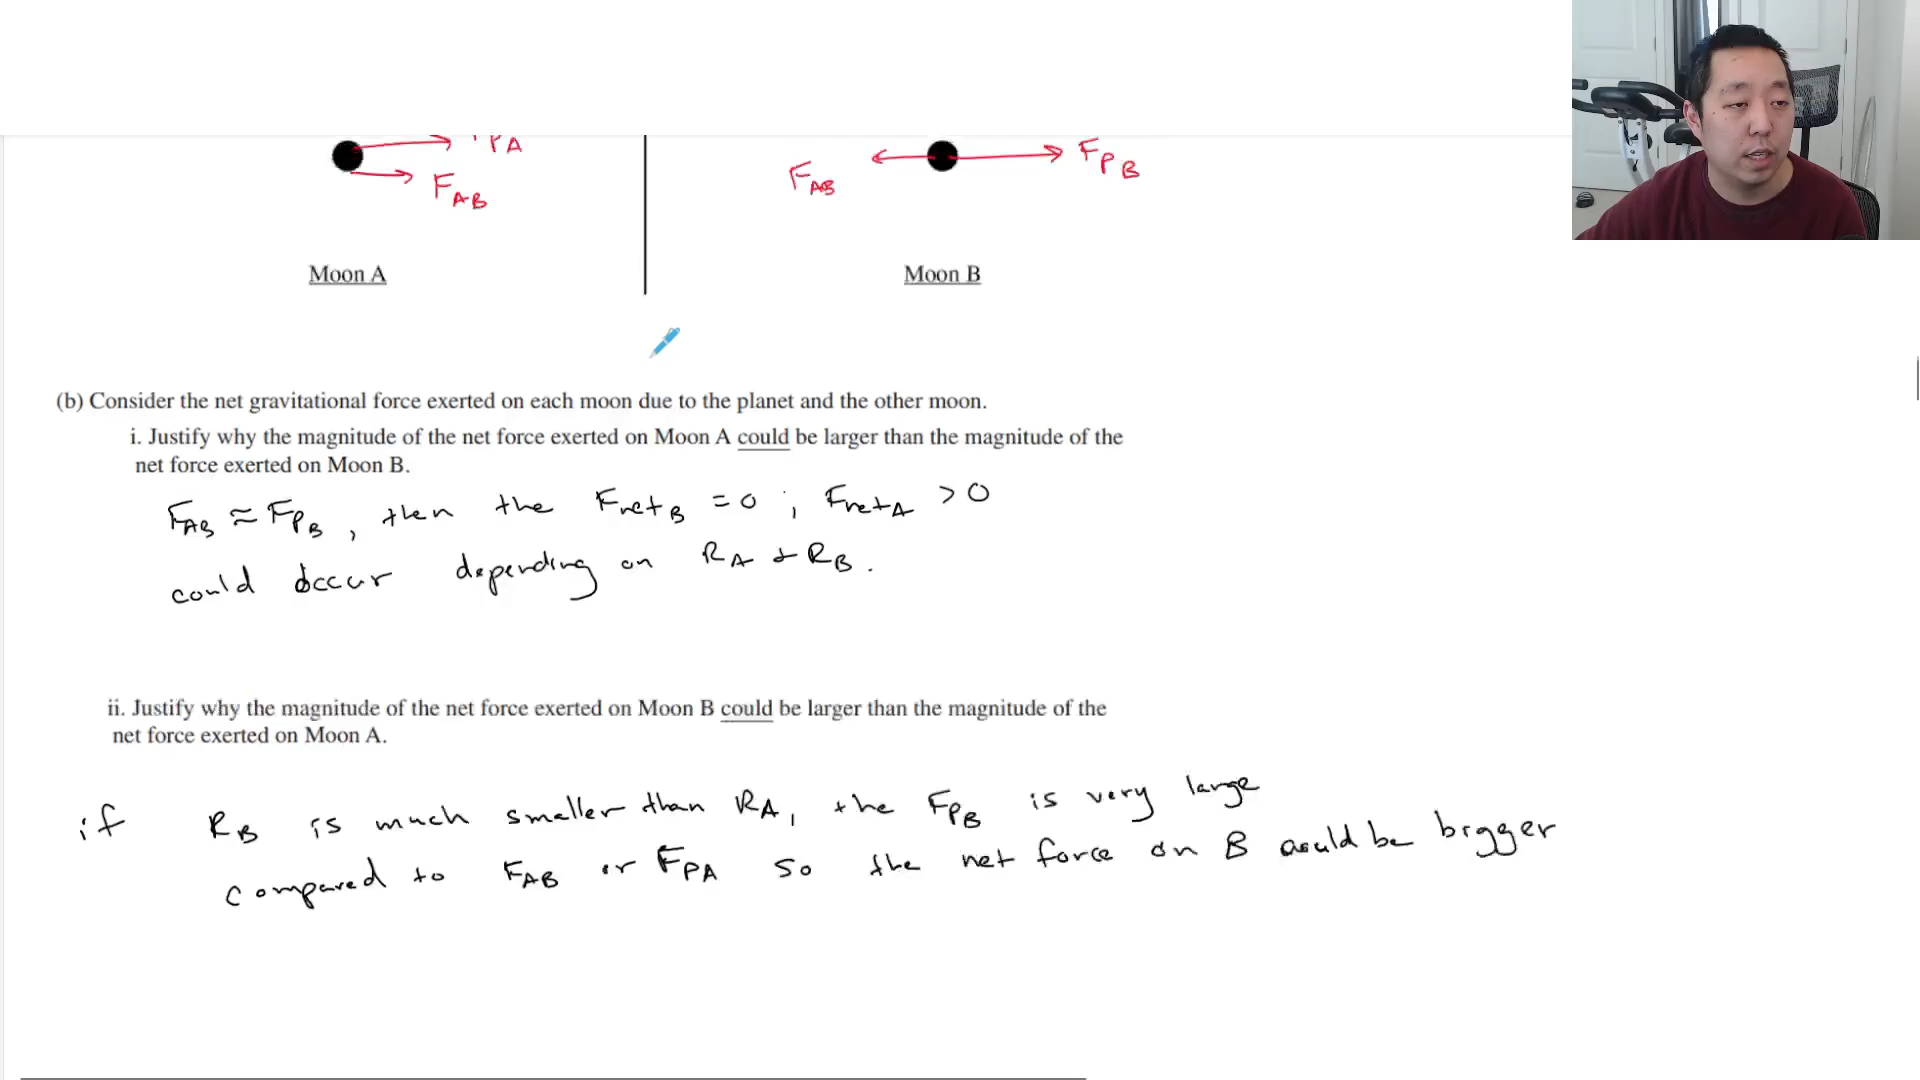 PA
F_AB
F_AB
F_PB
Moon A
Moon B
(b) Consider the net gravitational force exerted on each moon due to the planet and the other moon.
i. Justify why the magnitude of the net force exerted on Moon A could be larger than the magnitude of the
net force exerted on Moon B.
F_AB ≈ F_PB, then the Fnet_B = 0 ; Fnet_A > 0
could occur depending on R_A + R_B.
ii. Justify why the magnitude of the net force exerted on Moon B could be larger than the magnitude of the
net force exerted on Moon A.
if R_B is much smaller than R_A, the F_PB is very large
compared to F_AB or F_PA so the net force on B could be bigger